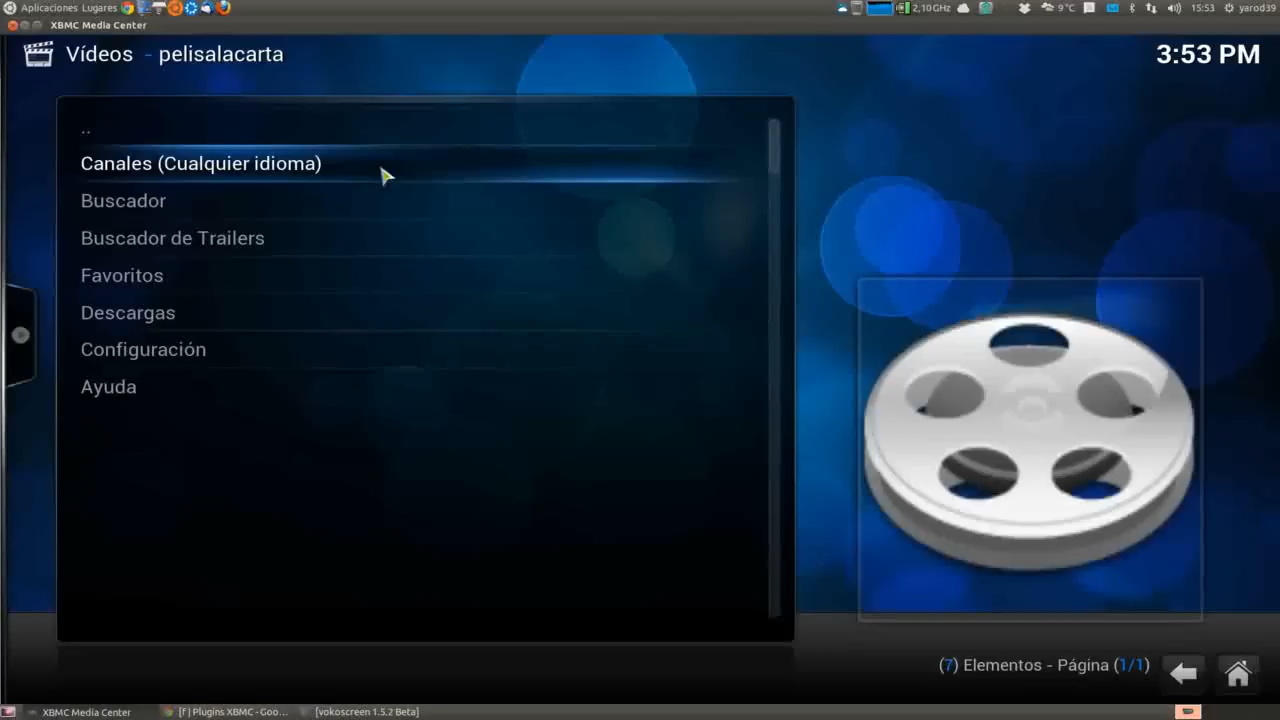 Aplicaciones Lugares
2,10GHz
9°C
15:53
yarod39
XBMC Media Center
Vídeos - pelisalacarta
3:53 PM
..
Canales (Cualquier idioma)
Buscador
Buscador de Trailers
Favoritos
Descargas
Configuración
Ayuda
(7) Elementos - Página (1/1)
XBMC Media Center
[f | Plugins XBMC - Goo...
[vokoscreen 1.5.2 Beta]